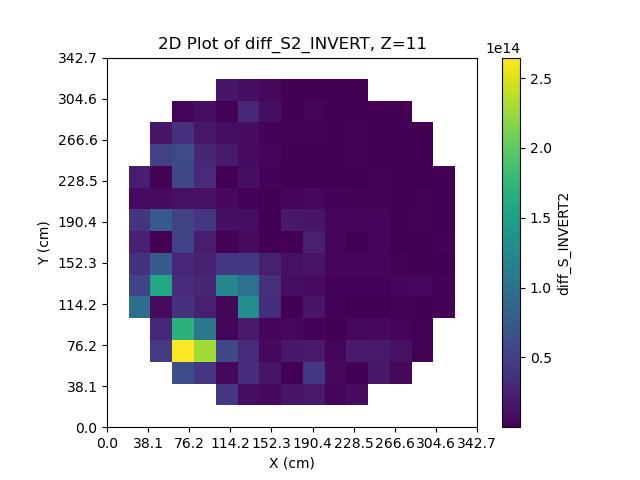 2D Plot of diff_S2_INVERT, Z=11
1e14
342.7
304.6
266.6
228.5
190.4
152.3
114.2
76.2
38.1
0.0
Y (cm)
0.0 38.1 76.2 114.2 152.3 190.4 228.5 266.6 304.6 342.7
X (cm)
2.5
2.0
1.5
1.0
0.5
diff_S_INVERT2